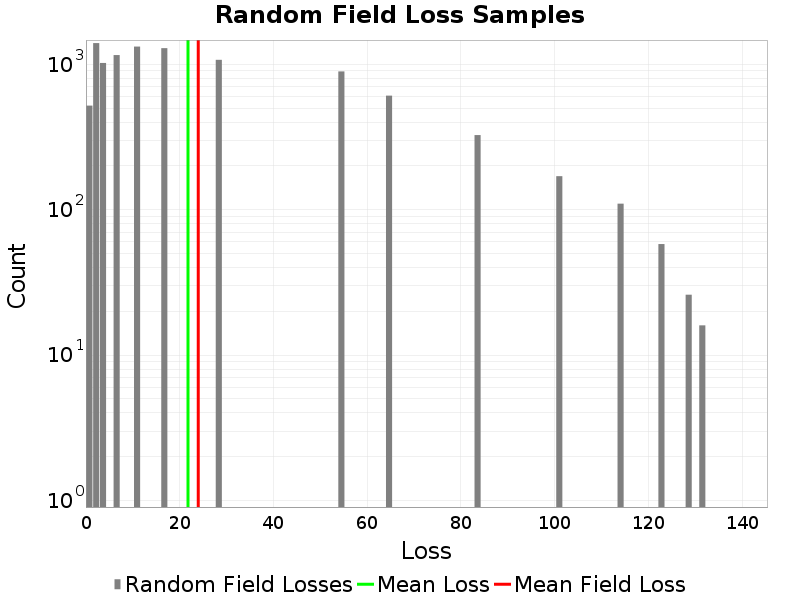 Random Field Loss Samples
10³
10²
10¹
10⁰
Count
0 20 40 60 80 100 120 140
Loss
Random Field Losses Mean Loss Mean Field Loss